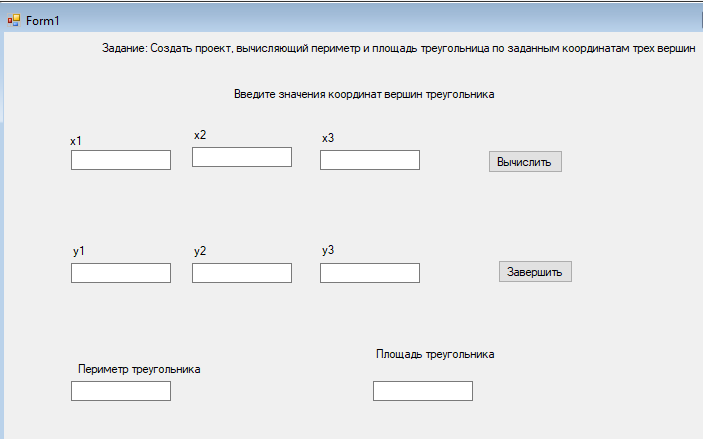 Form1
Задание: Создать проект, вычисляющий периметр и площадь треугольница по заданным координатам трех вершин
Введите значения координат вершин треугольника
x1 x2 x3
Вычислить
y1 y2 y3
Завершить
Периметр треугольника
Площадь треугольника